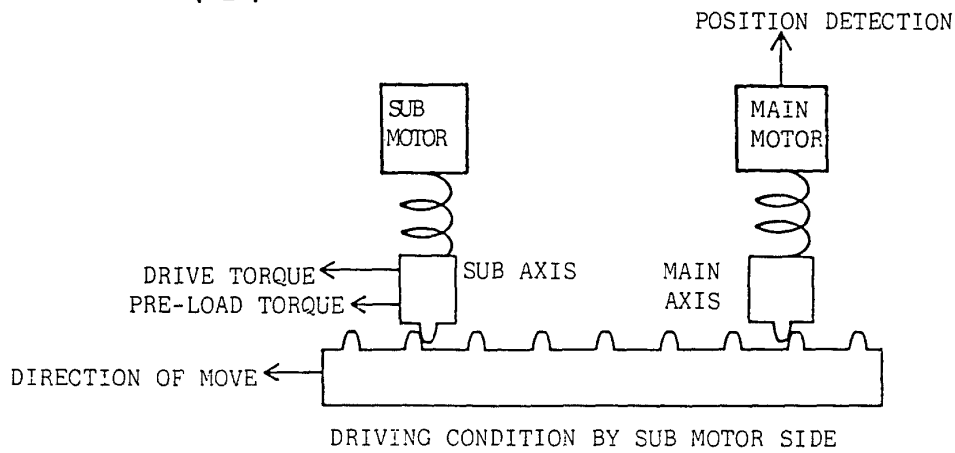 POSITION DETECTION
SUB
MOTOR
MAIN
MOTOR
DRIVE TORQUE
SUB AXIS
MAIN
AXIS
PRE-LOAD TORQUE
DIRECTION OF MOVE
DRIVING CONDITION BY SUB MOTOR SIDE